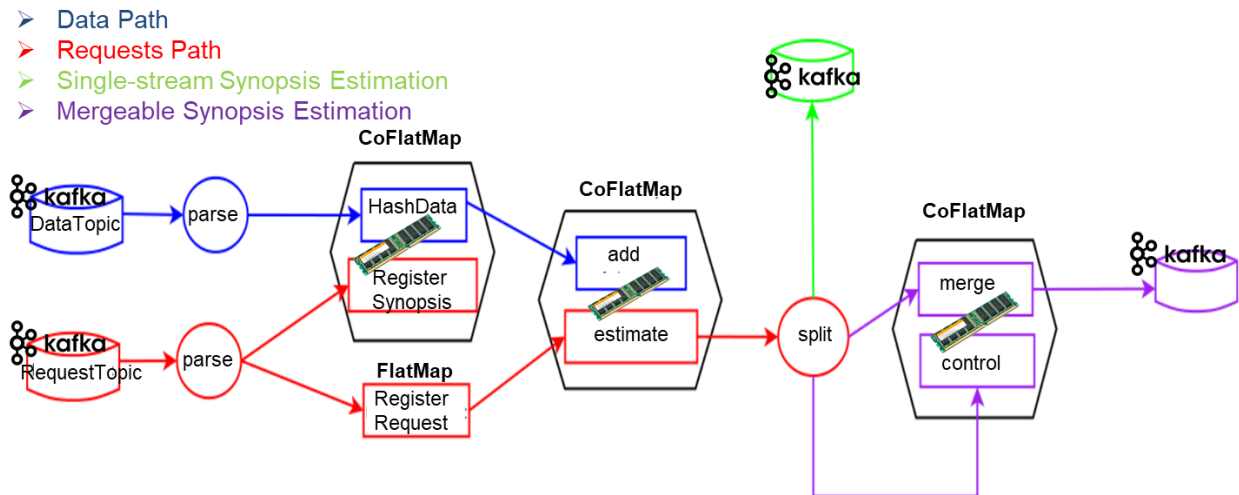 Data Path
Requests Path
Single-stream Synopsis Estimation
Mergeable Synopsis Estimation
kafka
CoFlatMap
CoFlatMap
CoFlatMap
kafka
DataTopic
parse
HashData
Register
Synopsis
add
estimate
kafka
RequestTopic
parse
FlatMap
Register
Request
split
merge
control
kafka